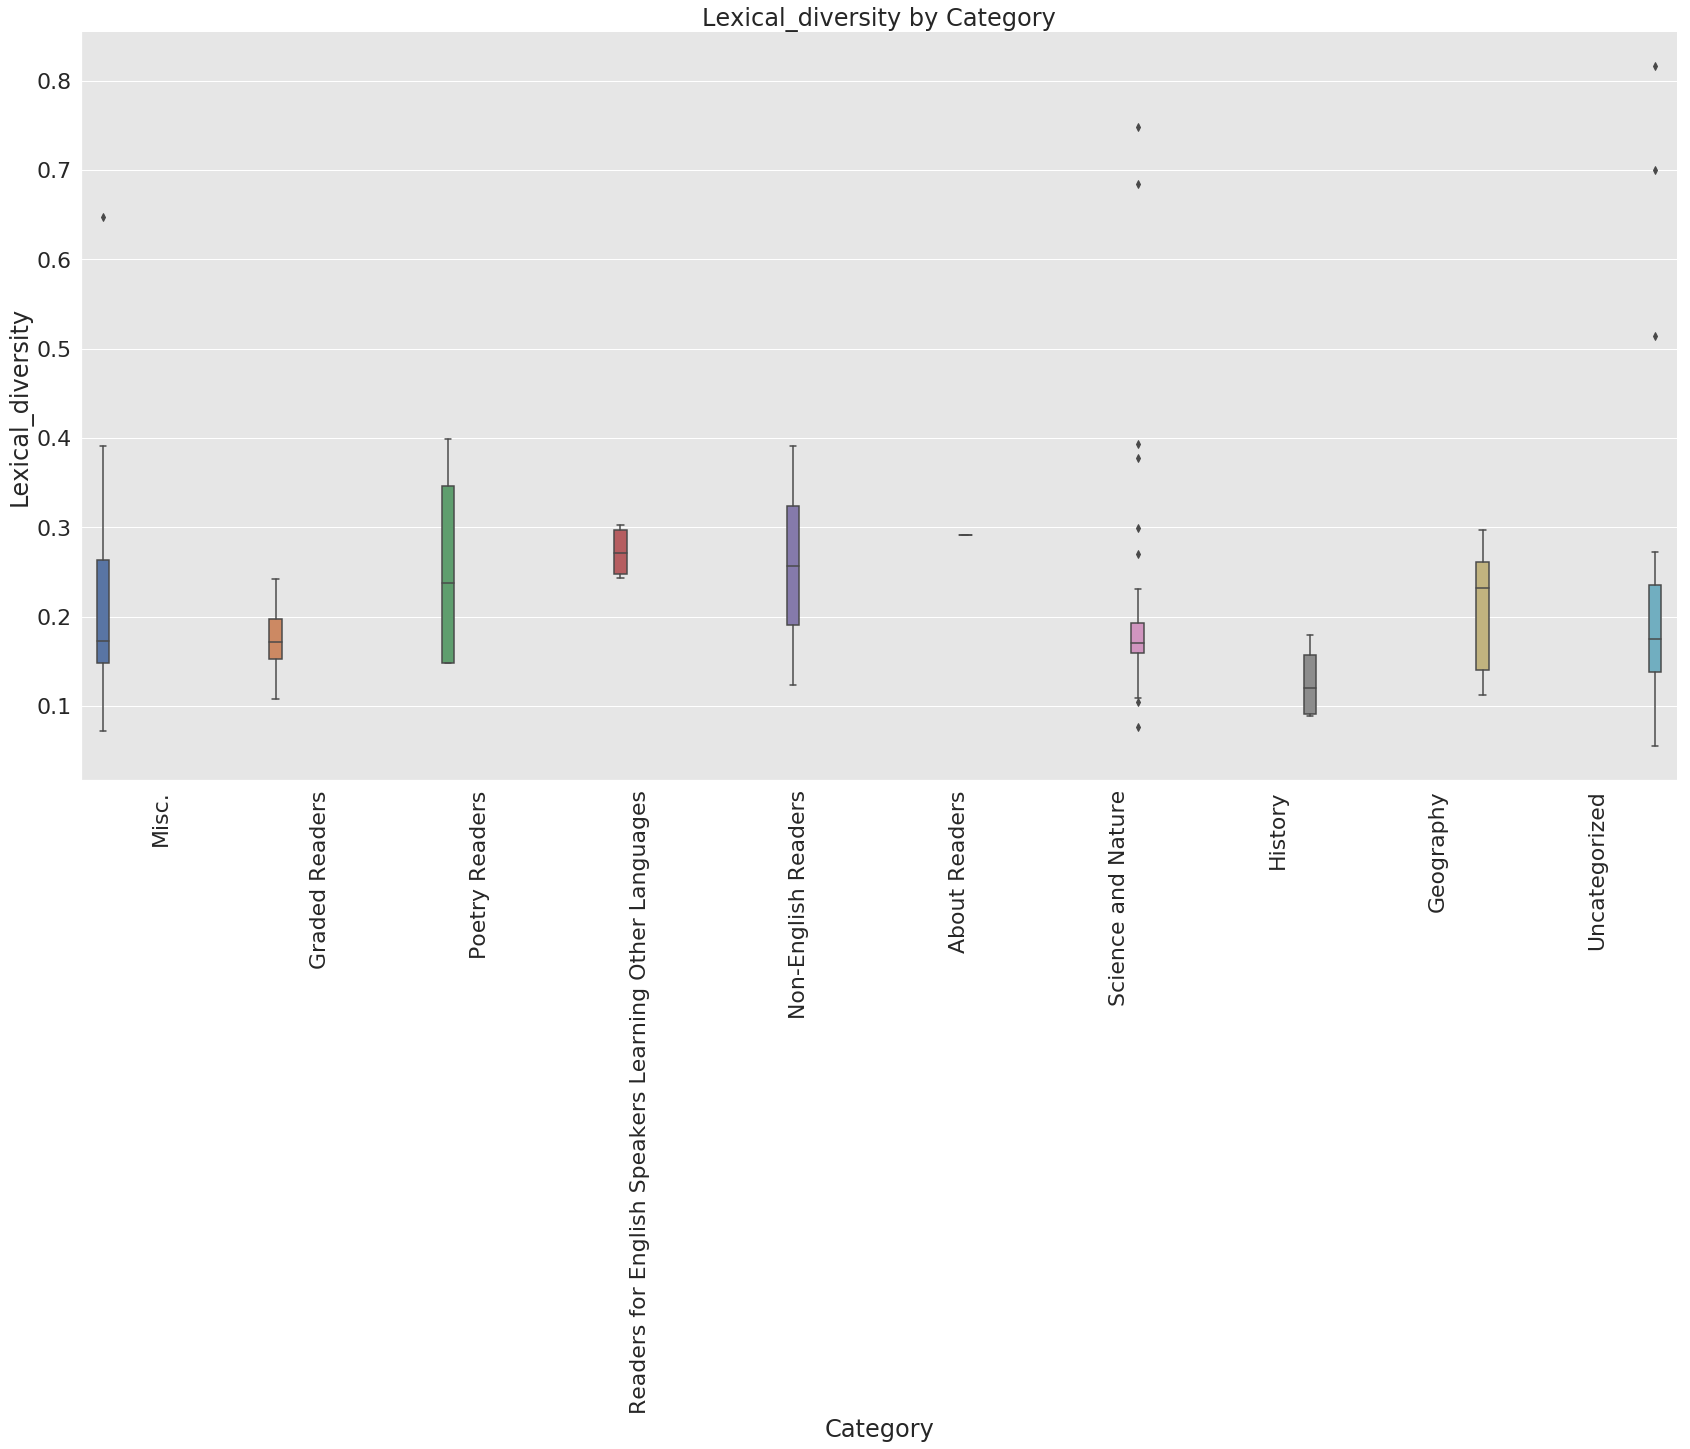 Lexical_diversity by Category
Lexical_diversity
0.8
0.7
0.6
0.5
0.4
0.3
0.2
0.1
Misc.
Graded Readers
Poetry Readers
Readers for English Speakers Learning Other Languages
Non-English Readers
About Readers
Science and Nature
History
Geography
Uncategorized
Category